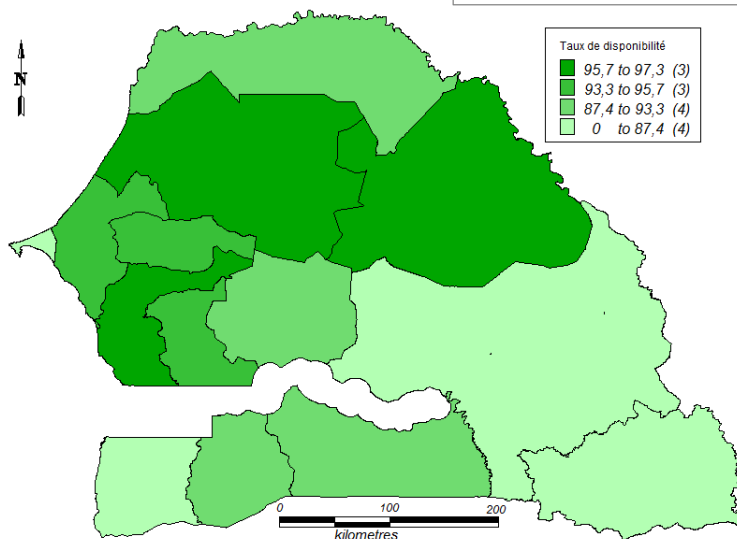 Taux de disponibilité
95,7 to 97,3 (3)
93,3 to 95,7 (3)
87,4 to 93,3 (4)
0 to 87,4 (4)
N
0 100 200
kilometres